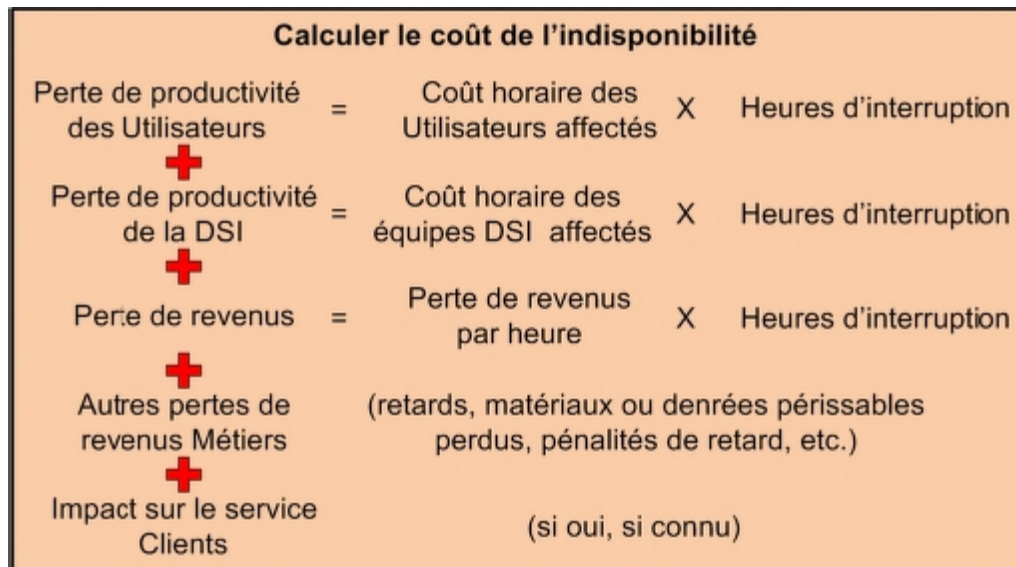 Calculer le coût de l'indisponibilité
Perte de productivité
des Utilisateurs
=
Coût horaire des
Utilisateurs affectés
X
Heures d'interruption
Perte de productivité
de la DSI
=
Coût horaire des
équipes DSI affectés
X
Heures d'interruption
Perte de revenus
=
Perte de revenus
par heure
X
Heures d'interruption
Autres pertes de
revenus Métiers
(retards, matériaux ou denrées périssables
perdus, pénalités de retard, etc.)
Impact sur le service
Clients
(si oui, si connu)